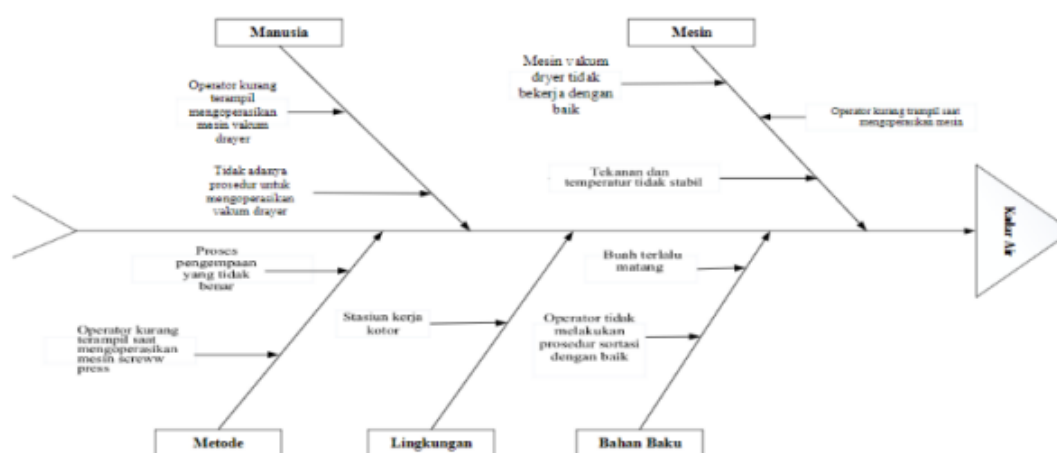 Manusia
Mesin
Operator kurang
terampil
mengoperasikan
mesin vakum
drayer
Tidak adanya
prosedur untuk
mengoperasikan
vakum drayer
Mesin vakum
dryer tidak
bekerja dengan
baik
Operator kurang trampil saat
mengoperasikan mesin
Tekanan dan
temperatur tidak stabil
Kadar Air
Proses
pengempaan
yang tidak
benar
Operator kurang
terampil saat
mengoperasikan
mesin screww
press
Stasiun kerja
kotor
Buah terlalu
matang
Operator tidak
melakukan
prosedur sortasi
dengan baik
Metode
Lingkungan
Bahan Baku